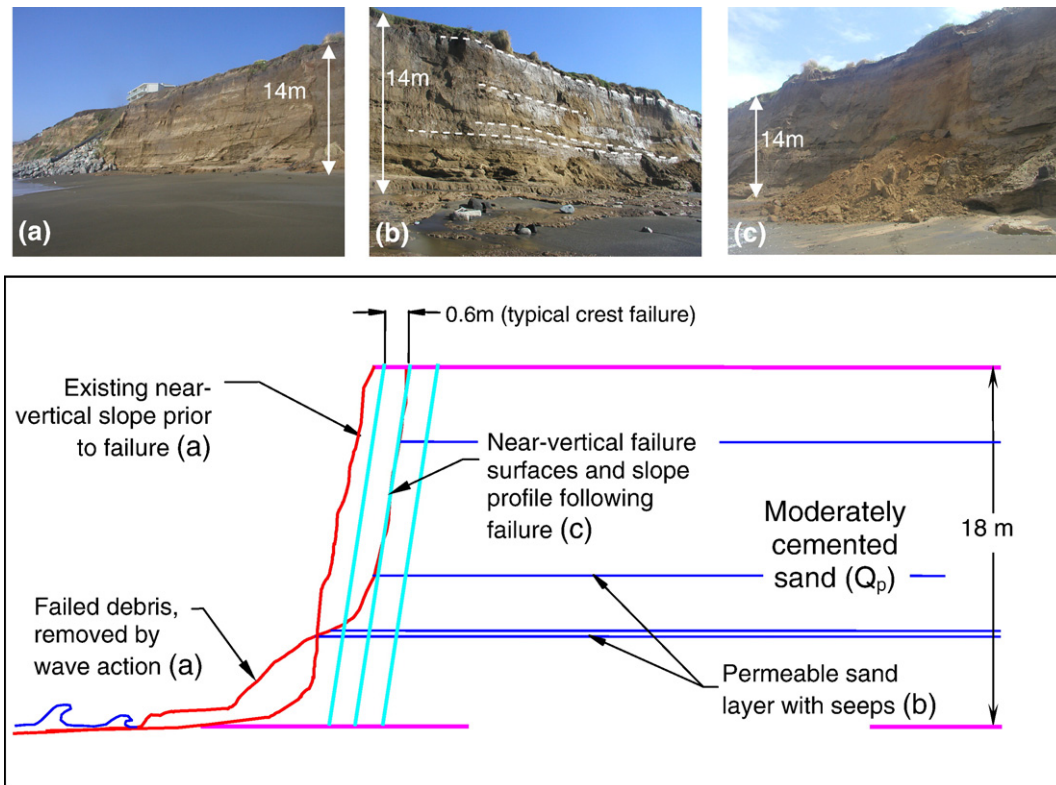 14m
(a)
14m
(b)
14m
(c)
0.6m (typical crest failure)
Existing near-
vertical slope prior
to failure (a)
Near-vertical failure
surfaces and slope
profile following
failure (c)
Moderately
cemented
sand (Qp)
18 m
Failed debris,
removed by
wave action (a)
Permeable sand
layer with seeps (b)